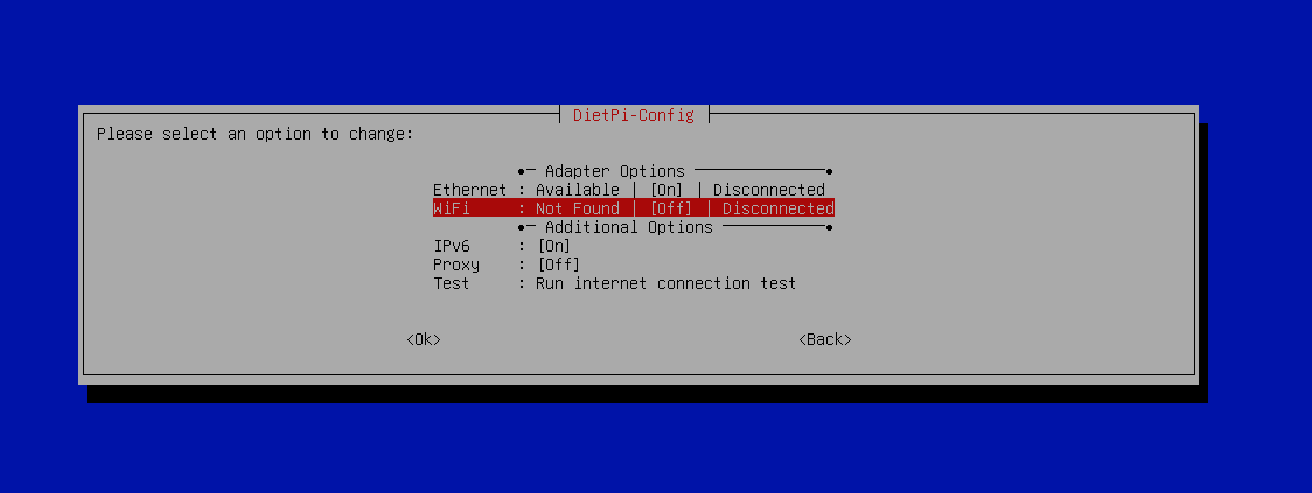 DietPi-Config
Please select an option to change:
●─ Adapter Options ──────────────●
Ethernet : Available | [On] | Disconnected
WiFi : Not Found | [Off] | Disconnected
●─ Additional Options ───────────●
IPv6 : [On]
Proxy : [Off]
Test : Run internet connection test
<Ok> <Back>